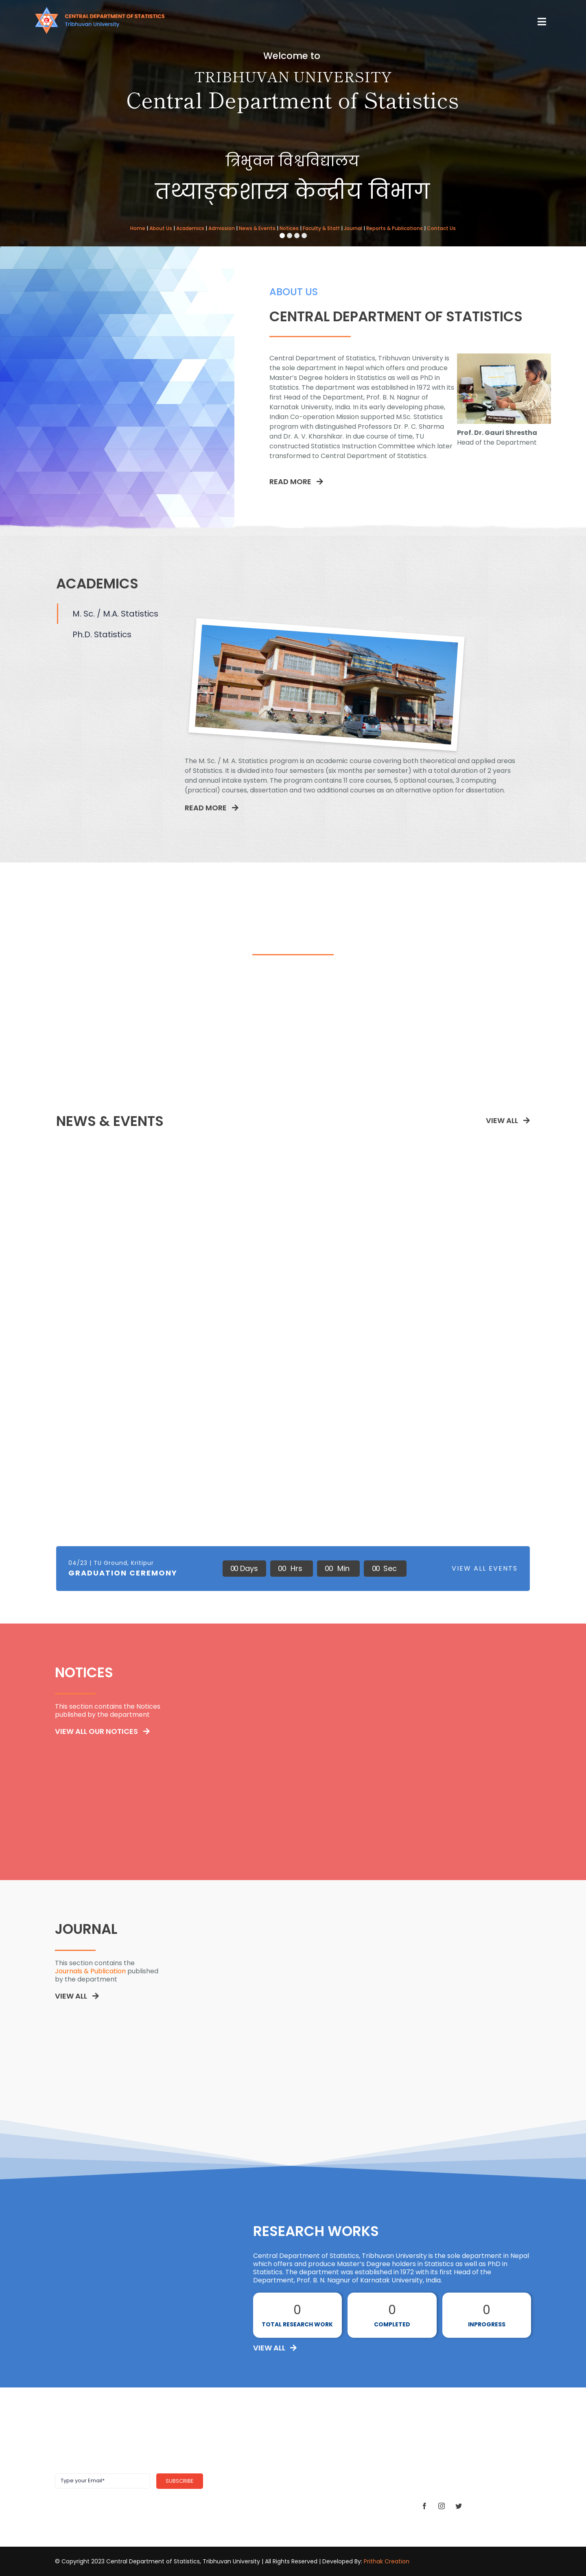 CENTRAL DEPARTMENT OF STATISTICS
Tribhuvan University
Welcome to
TRIBHUVAN UNIVERSITY
Central Department of Statistics
त्रिभुवन विश्वविद्यालय
तथ्याङ्कशास्त्र केन्द्रीय विभाग
Home | About Us | Academics | Admission | News & Events | Notices | Faculty & Staff | Journal | Reports & Publications | Contact Us
ABOUT US
CENTRAL DEPARTMENT OF STATISTICS
Central Department of Statistics, Tribhuvan University is
the sole department in Nepal which offers and produce
Master's Degree holders in Statistics as well as PhD in
Statistics. The department was established in 1972 with its
first Head of the Department, Prof. B. N. Nagnur of
Karnatak University, India. In its early developing phase,
Indian Co-operation Mission supported M.Sc. Statistics
program with distinguished Professors Dr. P. C. Sharma
and Dr. A. V. Kharshikar. In due course of time, TU
constructed Statistics Instruction Committee which later
transformed to Central Department of Statistics.
Prof. Dr. Gauri Shrestha
Head of the Department
READ MORE
ACADEMICS
M. Sc. / M.A. Statistics
Ph.D. Statistics
The M. Sc. / M. A. Statistics program is an academic course covering both theoretical and applied areas
of Statistics. It is divided into four semesters (six months per semester) with a total duration of 2 years
and annual intake system. The program contains 11 core courses, 5 optional courses, 3 computing
(practical) courses, dissertation and two additional courses as an alternative option for dissertation.
READ MORE
NEWS & EVENTS
VIEW ALL
04/23 | TU Ground, Kritipur
GRADUATION CEREMONY
00 Days
00 Hrs
00 Min
00 Sec
VIEW ALL EVENTS
NOTICES
This section contains the Notices
published by the department
VIEW ALL OUR NOTICES
JOURNAL
This section contains the
Journals & Publication published
by the department
VIEW ALL
RESEARCH WORKS
Central Department of Statistics, Tribhuvan University is the sole department in Nepal
which offers and produce Master's Degree holders in Statistics as well as PhD in
Statistics. The department was established in 1972 with its first Head of the
Department, Prof. B. N. Nagnur of Karnatak University, India.
0
TOTAL RESEARCH WORK
0
COMPLETED
0
INPROGRESS
VIEW ALL
Type your Email*
SUBSCRIBE
© Copyright 2023 Central Department of Statistics, Tribhuvan University | All Rights Reserved | Developed By: Prithak Creation